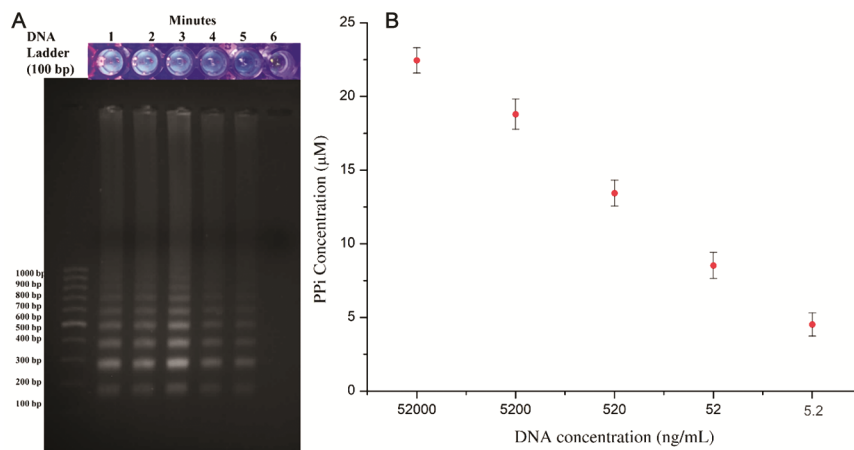 A
Minutes
DNA 1 2 3 4 5 6
Ladder
(100 bp)
1000 bp
900 bp
800 bp
700 bp
600 bp
500 bp
400 bp
300 bp
200 bp
100 bp
B
25
20
15
10
5
0
PPi Concentration (μM)
52000 5200 520 52 5.2
DNA concentration (ng/mL)